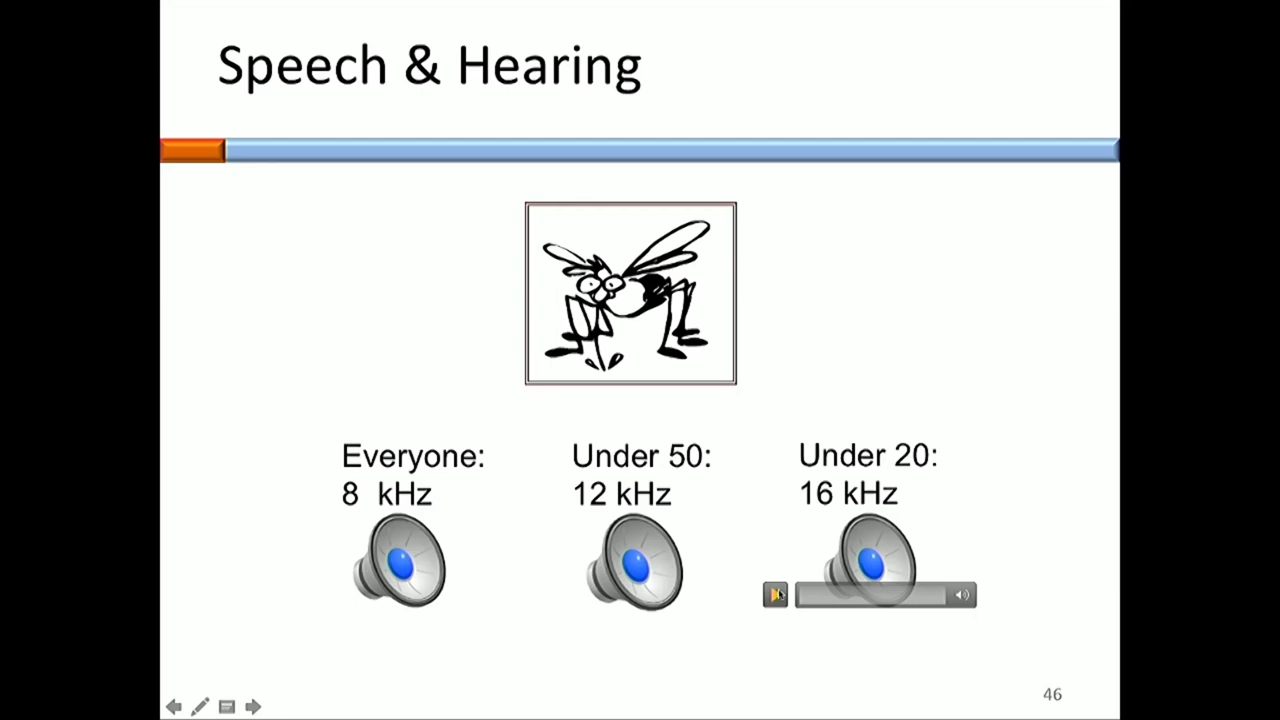 Speech & Hearing
Everyone:
8 kHz
Under 50:
12 kHz
Under 20:
16 kHz
46